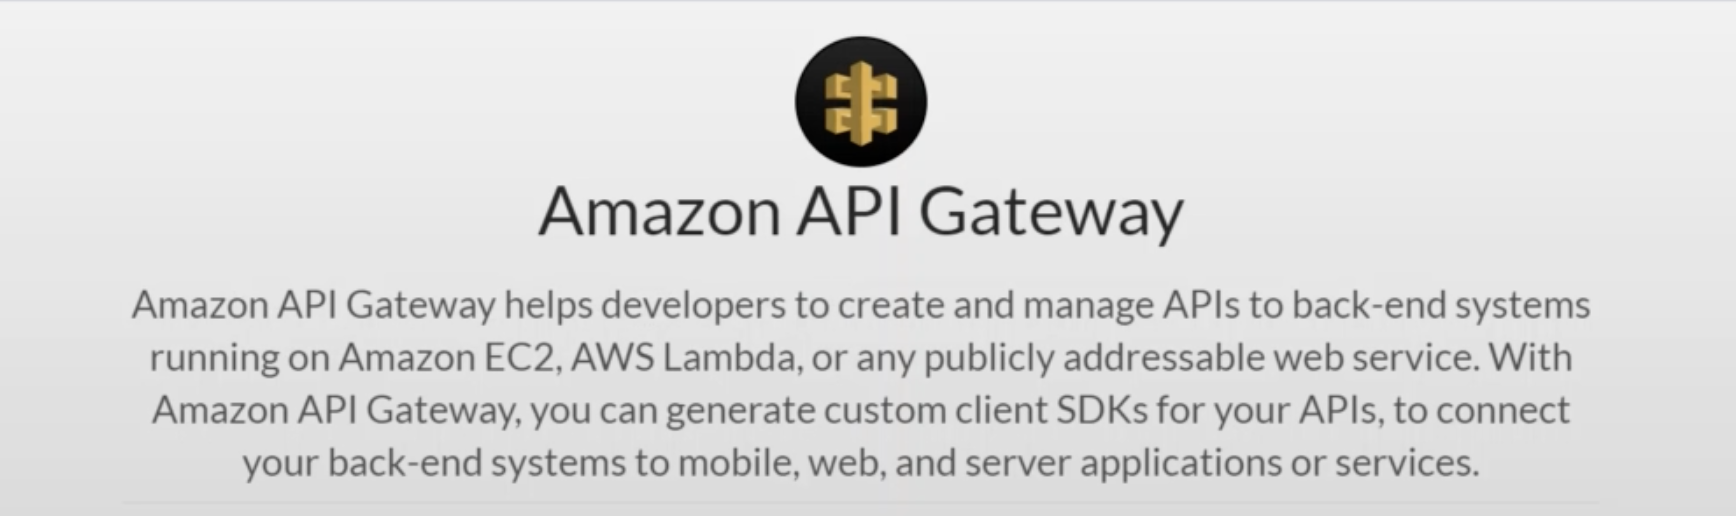 Amazon API Gateway
Amazon API Gateway helps developers to create and manage APIs to back-end systems
running on Amazon EC2, AWS Lambda, or any publicly addressable web service. With
Amazon API Gateway, you can generate custom client SDKs for your APIs, to connect
your back-end systems to mobile, web, and server applications or services.